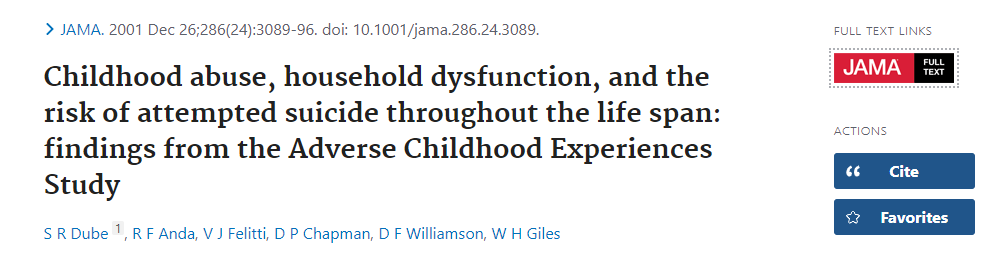 JAMA. 2001 Dec 26;286(24):3089-96. doi: 10.1001/jama.286.24.3089.
Childhood abuse, household dysfunction, and the
risk of attempted suicide throughout the life span:
findings from the Adverse Childhood Experiences
Study
S R Dube 1, R F Anda, V J Felitti, D P Chapman, D F Williamson, W H Giles
FULL TEXT LINKS
JAMA FULL
TEXT
ACTIONS
Cite
Favorites